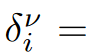 δ_i^ν =